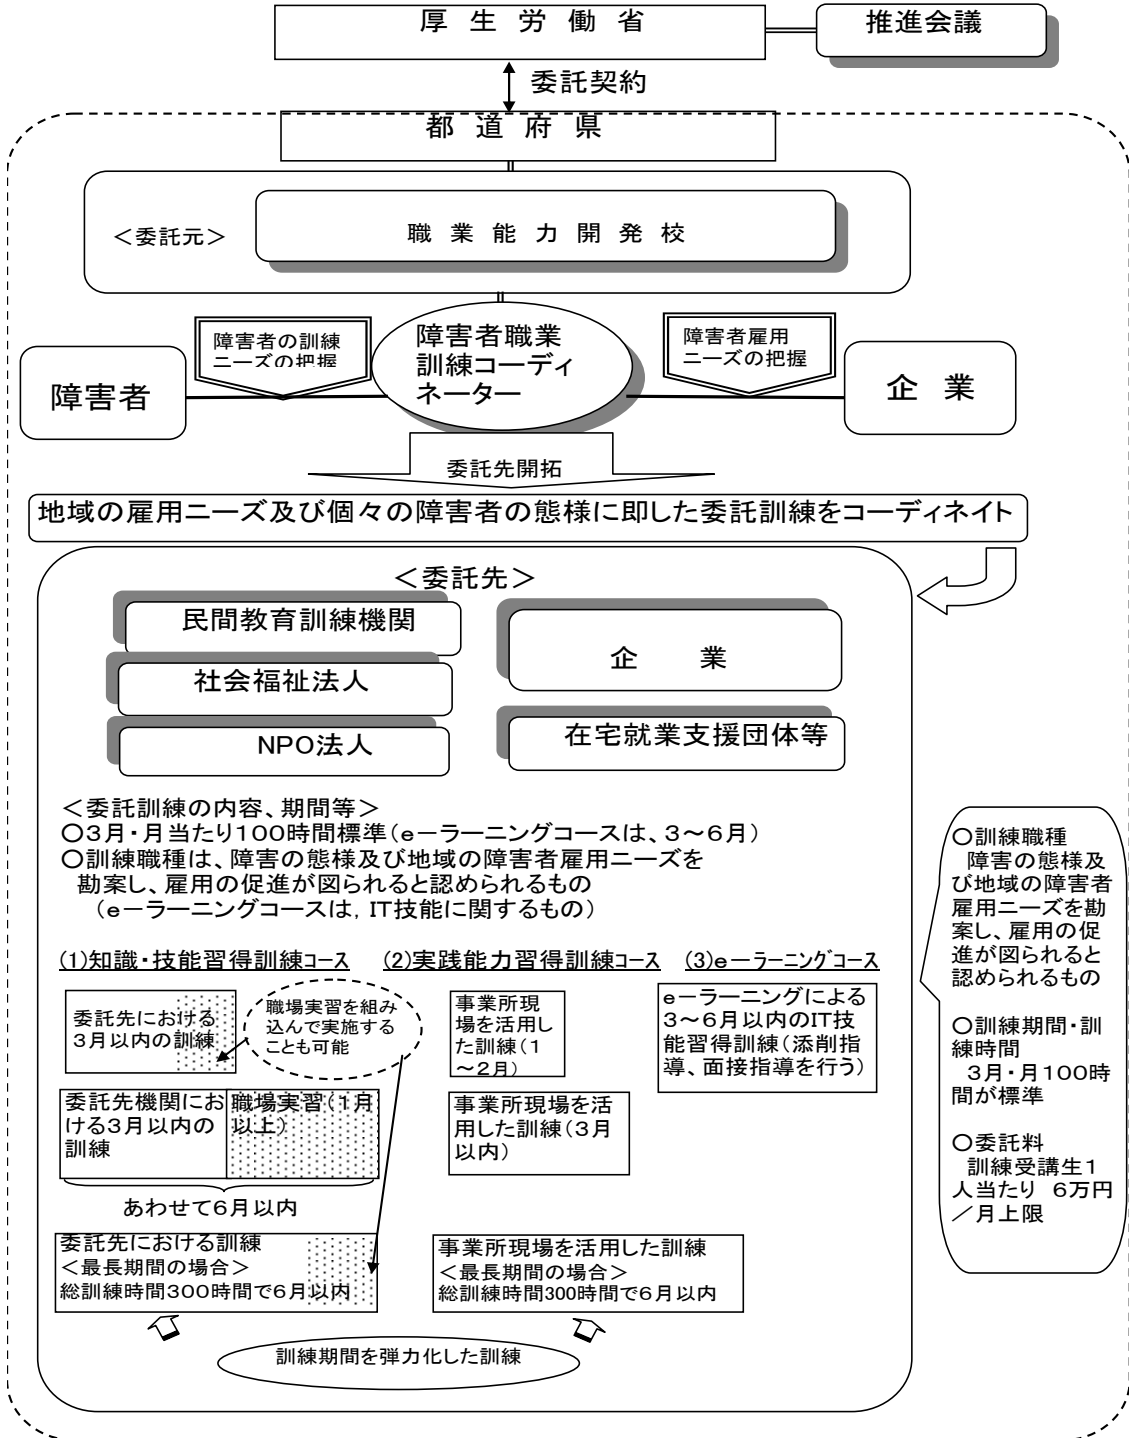 厚 生 労 働 省
推進会議
委託契約
都 道 府 県
＜委託元＞
職 業 能 力 開 発 校
障害者の訓練
ニーズの把握
障害者職業
訓練コーディ
ネーター
障害者雇用
ニーズの把握
障害者
企 業
委託先開拓
地域の雇用ニーズ及び個々の障害者の態様に即した委託訓練をコーディネイト
＜委託先＞
民間教育訓練機関
社会福祉法人
NPO法人
企 業
在宅就業支援団体等
＜委託訓練の内容、期間等＞
○３月・月当たり１００時間標準（ｅーラーニングコースは、３～６月）
○訓練職種は、障害の態様及び地域の障害者雇用ニーズを
勘案し、雇用の促進が図られると認められるもの
（ｅーラーニングコースは，IT技能に関するもの）
(1)知識・技能習得訓練コース
委託先における
３月以内の訓練
職場実習を組み
込んで実施する
ことも可能
委託先機関にお
ける３月以内の
訓練
職場実習（１月
以上）
あわせて６月以内
委託先における訓練
＜最長期間の場合＞
総訓練時間３００時間で６月以内
(2)実践能力習得訓練コース
事業所現
場を活用し
た訓練（１
～２月）
事業所現場を活
用した訓練（３月
以内）
事業所現場を活用した訓練
＜最長期間の場合＞
総訓練時間300時間で６月以内
(3)ｅーラーニングコース
ｅーラーニングによる
３～６月以内のIT技
能習得訓練（添削指
導、面接指導を行う）
訓練期間を弾力化した訓練
○訓練職種
障害の態様及
び地域の障害者
雇用ニーズを勘
案し、雇用の促
進が図られると
認められるもの
○訓練期間・訓
練時間
３月・月１００時
間が標準
○委託料
訓練受講生１
人当たり ６万円
／月上限